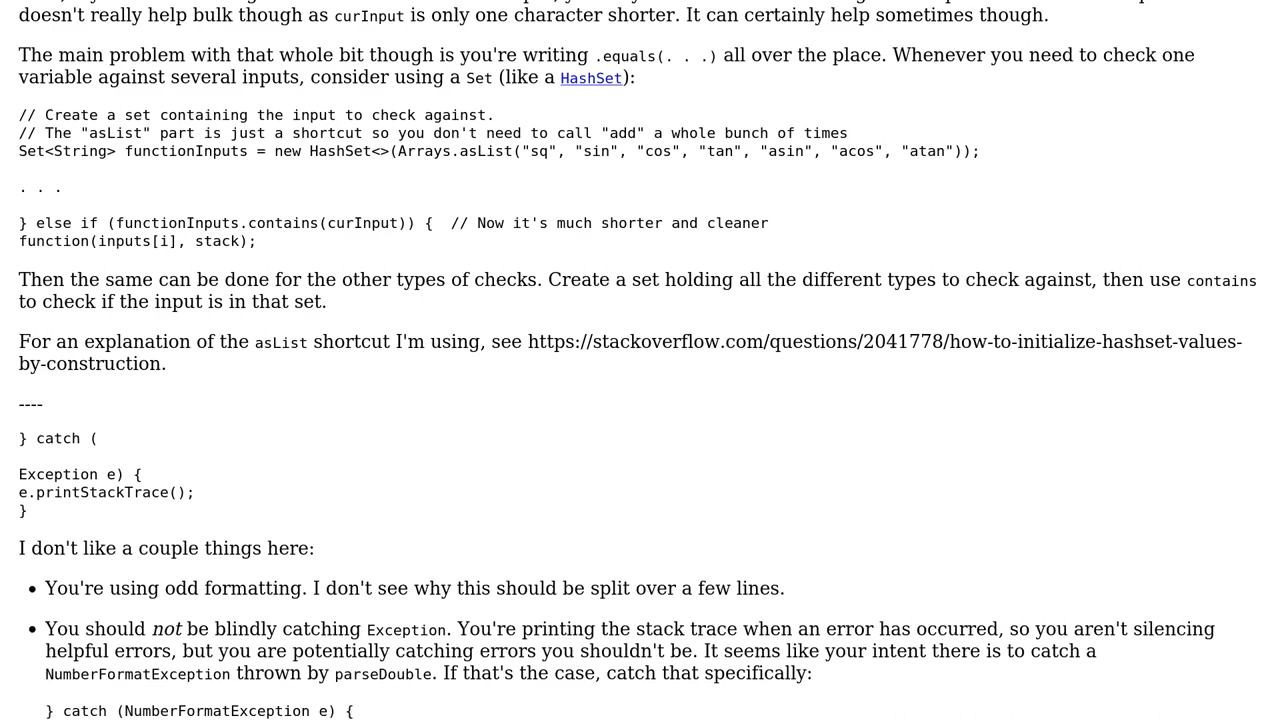 doesn't really help bulk though as curInput is only one character shorter. It can certainly help sometimes though.
The main problem with that whole bit though is you're writing .equals(. . .) all over the place. Whenever you need to check one
variable against several inputs, consider using a Set (like a HashSet):
// Create a set containing the input to check against.
// The "asList" part is just a shortcut so you don't need to call "add" a whole bunch of times
Set<String> functionInputs = new HashSet<>(Arrays.asList("sq", "sin", "cos", "tan", "asin", "acos", "atan"));
. . .
} else if (functionInputs.contains(curInput)) {  // Now it's much shorter and cleaner
function(inputs[i], stack);
Then the same can be done for the other types of checks. Create a set holding all the different types to check against, then use contains
to check if the input is in that set.
For an explanation of the asList shortcut I'm using, see https://stackoverflow.com/questions/2041778/how-to-initialize-hashset-values-
by-construction.
----
} catch (
Exception e) {
e.printStackTrace();
}
I don't like a couple things here:
• You're using odd formatting. I don't see why this should be split over a few lines.
• You should not be blindly catching Exception. You're printing the stack trace when an error has occurred, so you aren't silencing
helpful errors, but you are potentially catching errors you shouldn't be. It seems like your intent there is to catch a
NumberFormatException thrown by parseDouble. If that's the case, catch that specifically:
} catch (NumberFormatException e) {